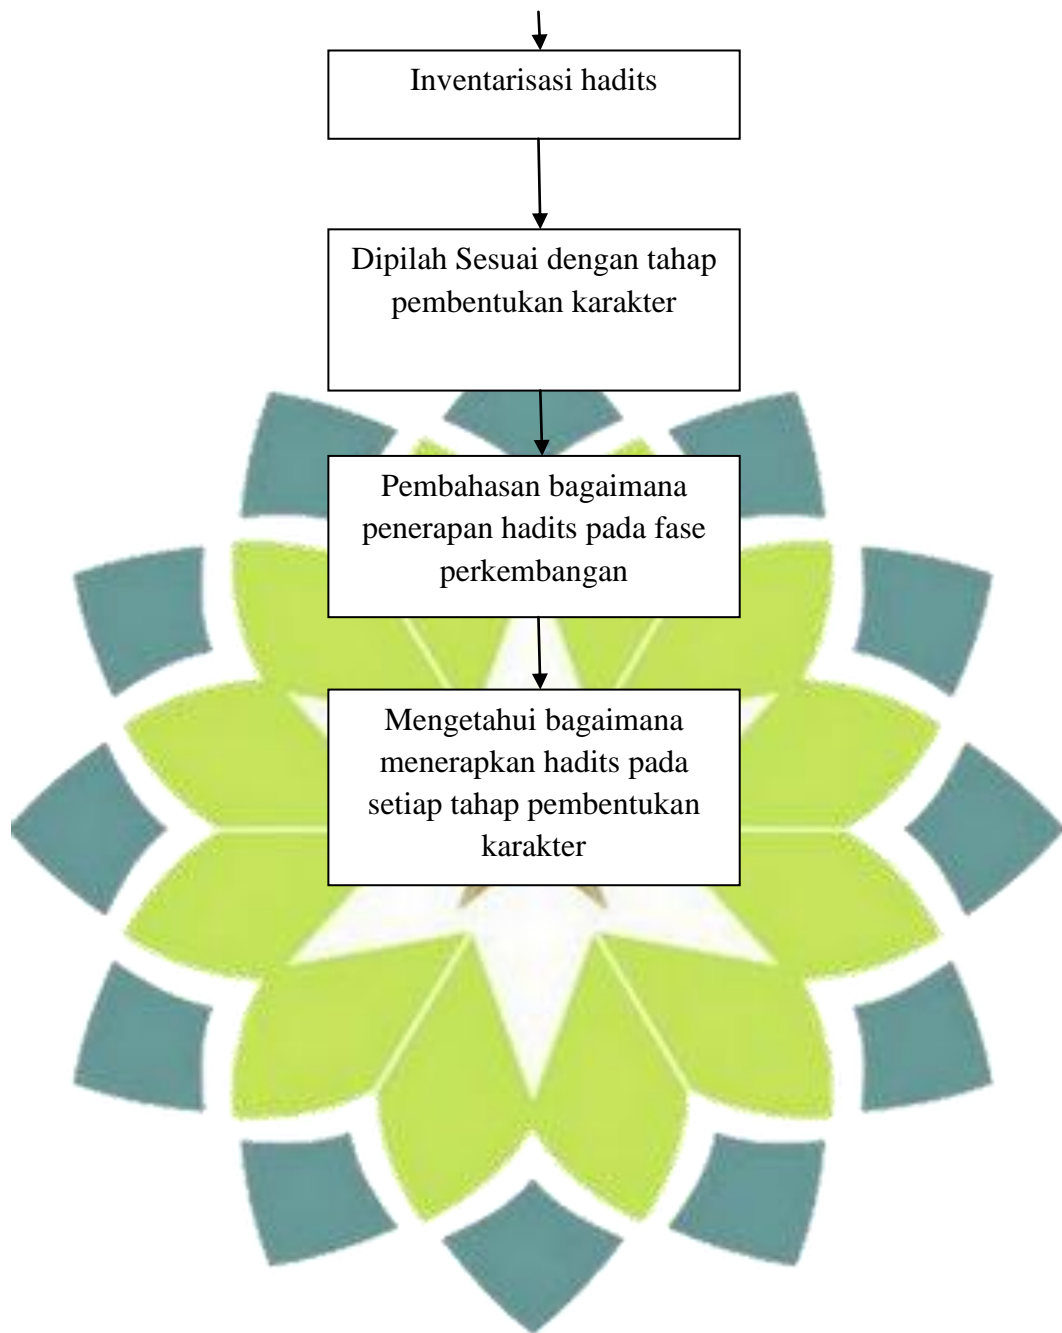 Inventarisasi hadits
Dipilah Sesuai dengan tahap
pembentukan karakter
Pembahasan bagaimana
penerapan hadits pada fase
perkembangan
Mengetahui bagaimana
menerapkan hadits pada
setiap tahap pembentukan
karakter